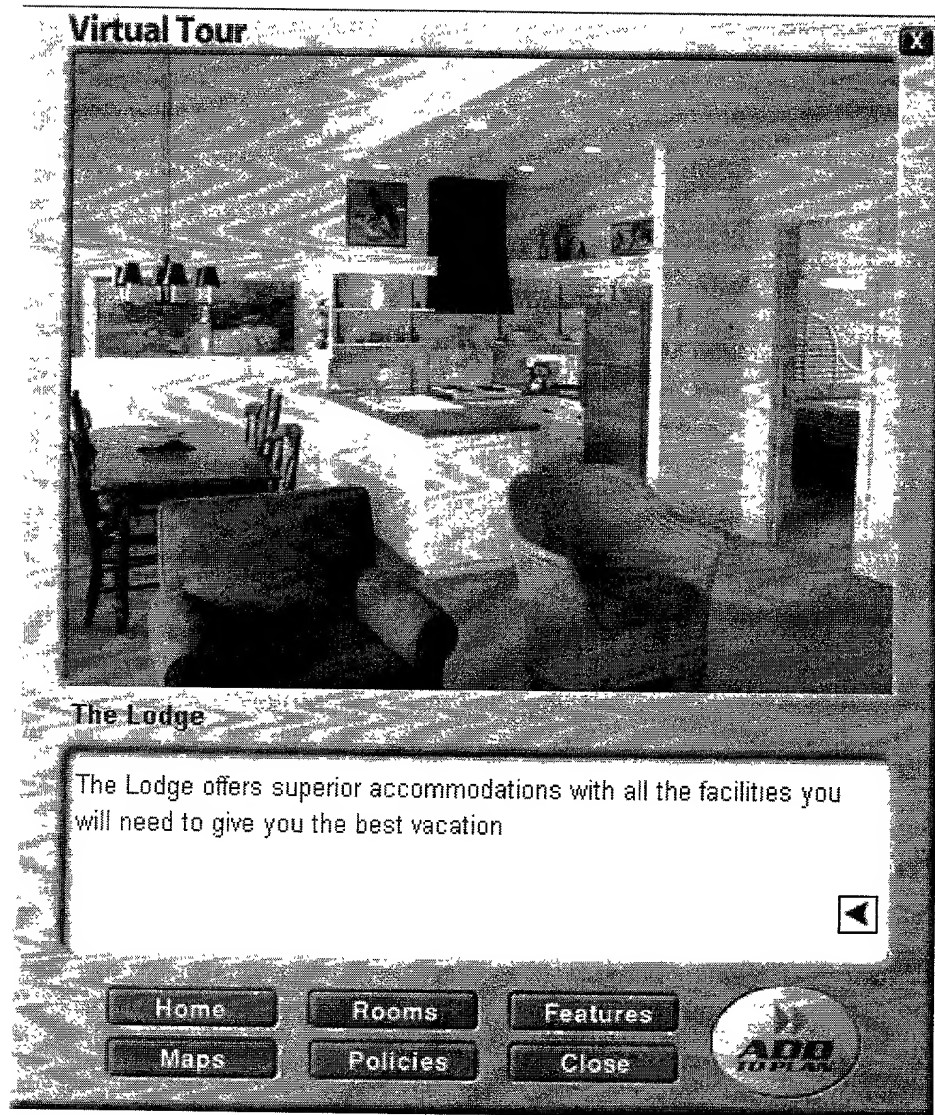 Virtual Tour
X
The Lodge
The Lodge offers superior accommodations with all the facilities you
will need to give you the best vacation
Home
Rooms
Features
Maps
Policies
Close
ADD
TO PLAN